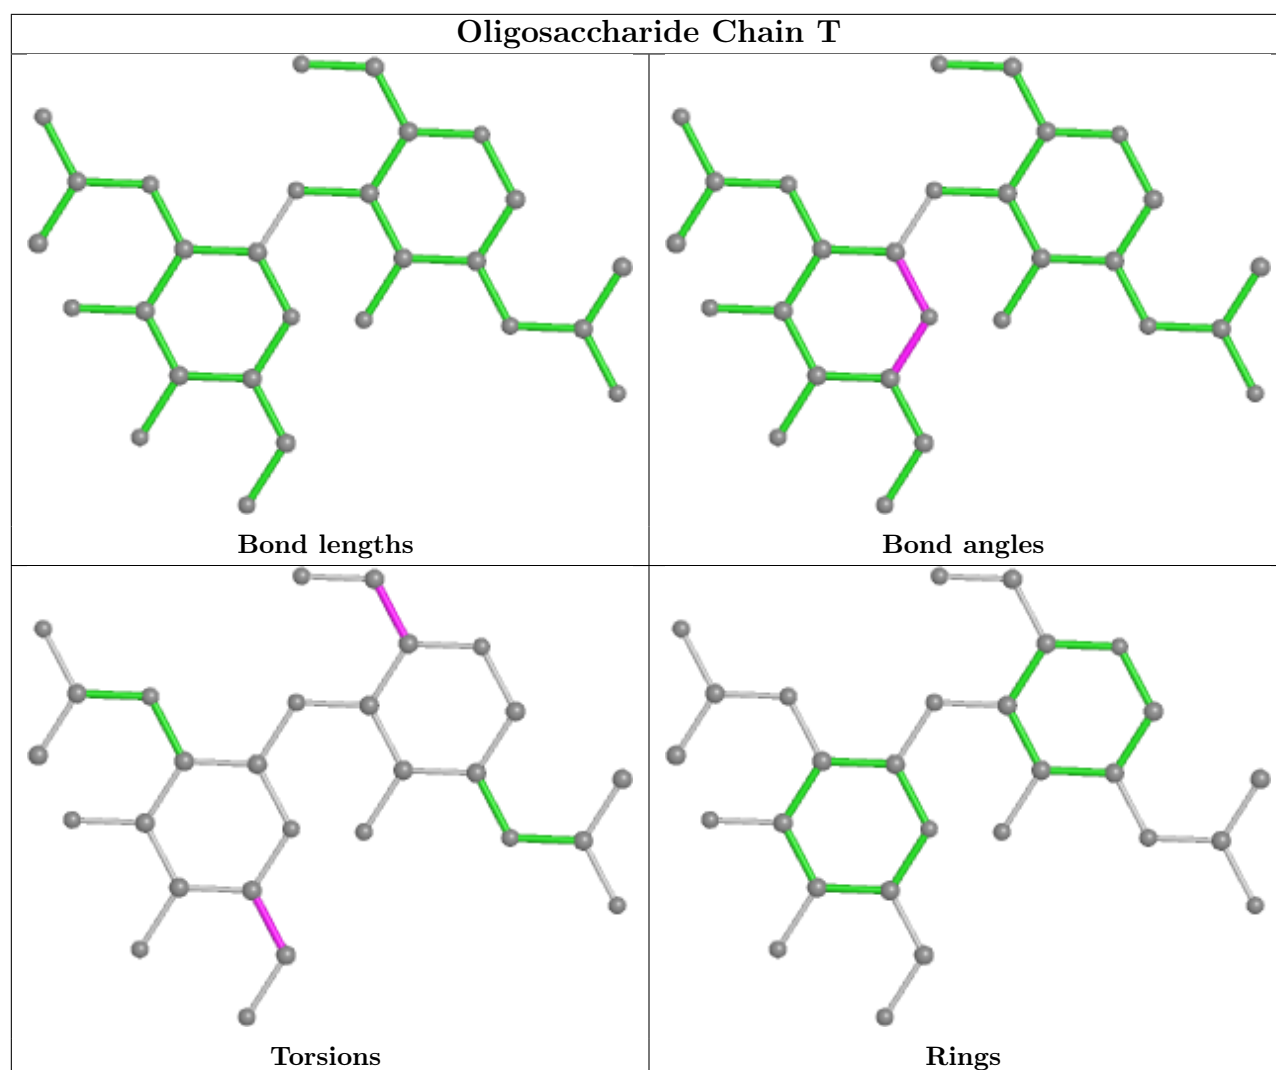 Oligosaccharide Chain T
Bond lengths
Bond angles
Torsions
Rings